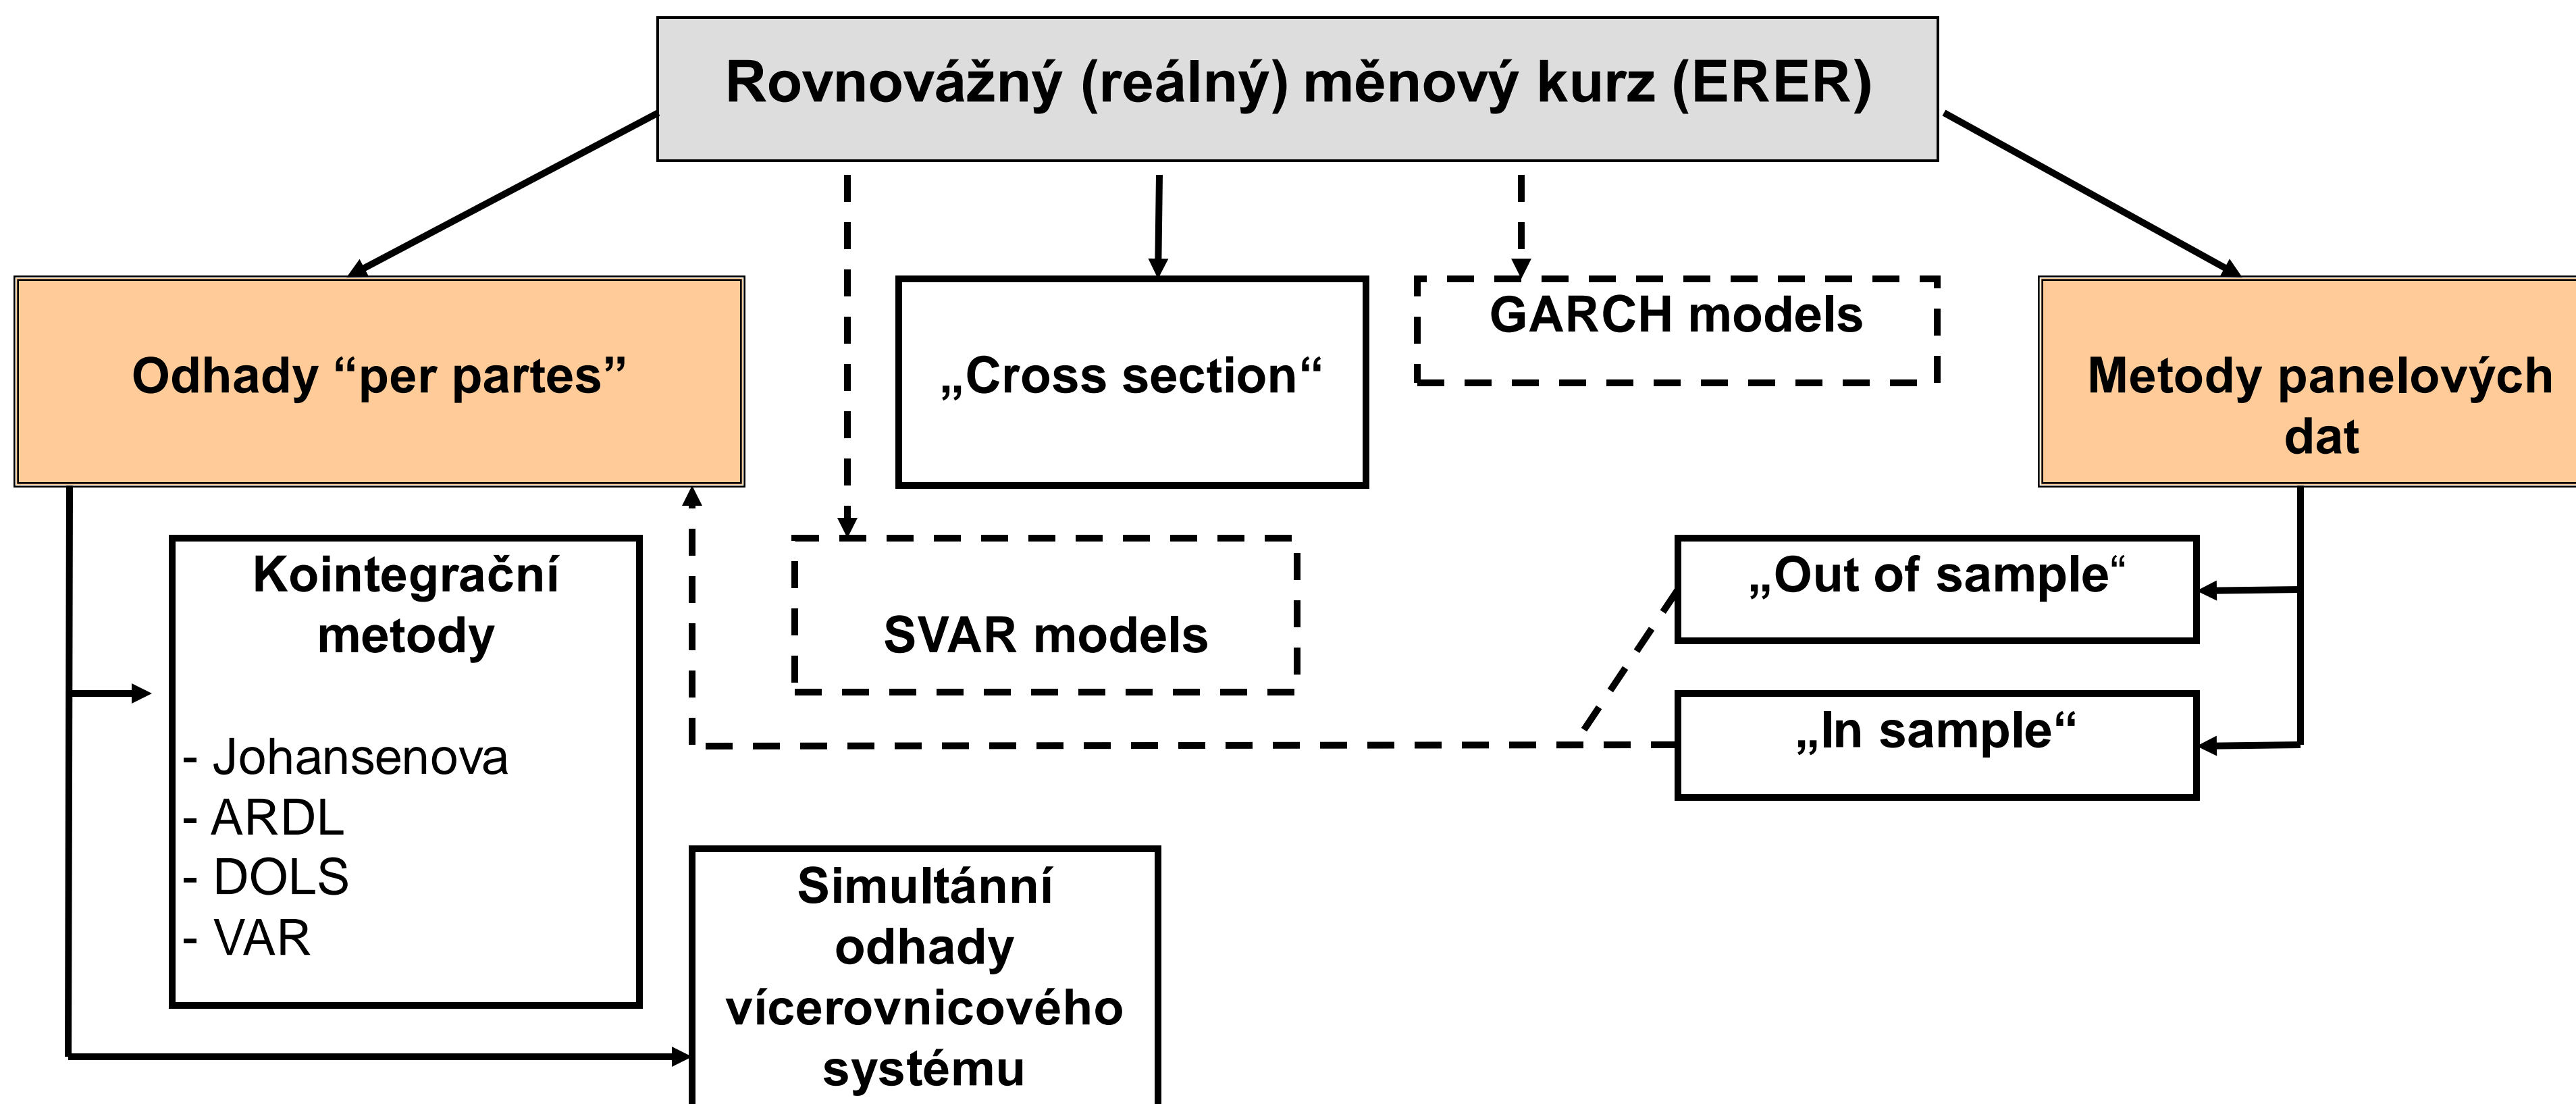 Rovnovážný (reálný) měnový kurz (ERER)
Odhady “per partes”
„Cross section“
GARCH models
Metody panelových
dat
Kointegrační
metody
- Johansenova
- ARDL
- DOLS
- VAR
SVAR models
„Out of sample“
„In sample“
Simultánní
odhady
vícerovnicového
systému